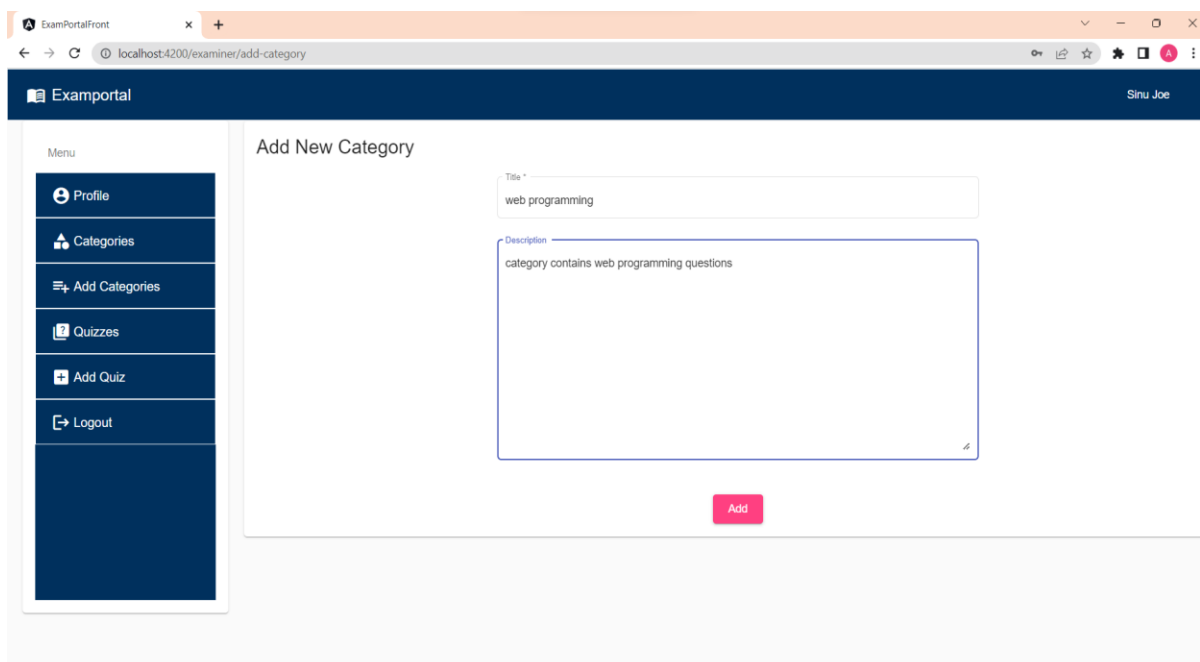 ExamPortalFront
localhost:4200/examiner/add-category
A
Examportal
Sinu Joe
Menu
Profile
Categories
Add Categories
Quizzes
Add Quiz
Logout
Add New Category
Title *
web programming
Description
category contains web programming questions
Add